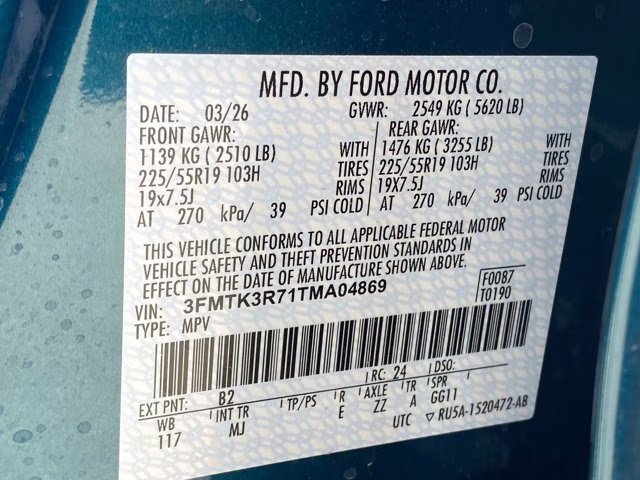 MFD. BY FORD MOTOR CO.
DATE: 03/26 GVWR: 2549 KG ( 5620 LB)
FRONT GAWR: REAR GAWR:
1139 KG ( 2510 LB) WITH 1476 KG ( 3255 LB) WITH
225/55R19 103H TIRES 225/55R19 103H TIRES
19x7.5J RIMS 19X7.5J RIMS
AT 270 kPa/ 39 PSI COLD AT 270 kPa/ 39 PSI COLD
THIS VEHICLE CONFORMS TO ALL APPLICABLE FEDERAL MOTOR
VEHICLE SAFETY AND THEFT PREVENTION STANDARDS IN
EFFECT ON THE DATE OF MANUFACTURE SHOWN ABOVE.
VIN: 3FMTK3R71TMA04869 F0087
TYPE: MPV T0190
EXT PNT: B2 RC: 24 DSO:
WB INT TR TP/PS R AXLE TR SPR
117 MJ E ZZ A GG11
UTC ▽ RU5A-1520472-AB